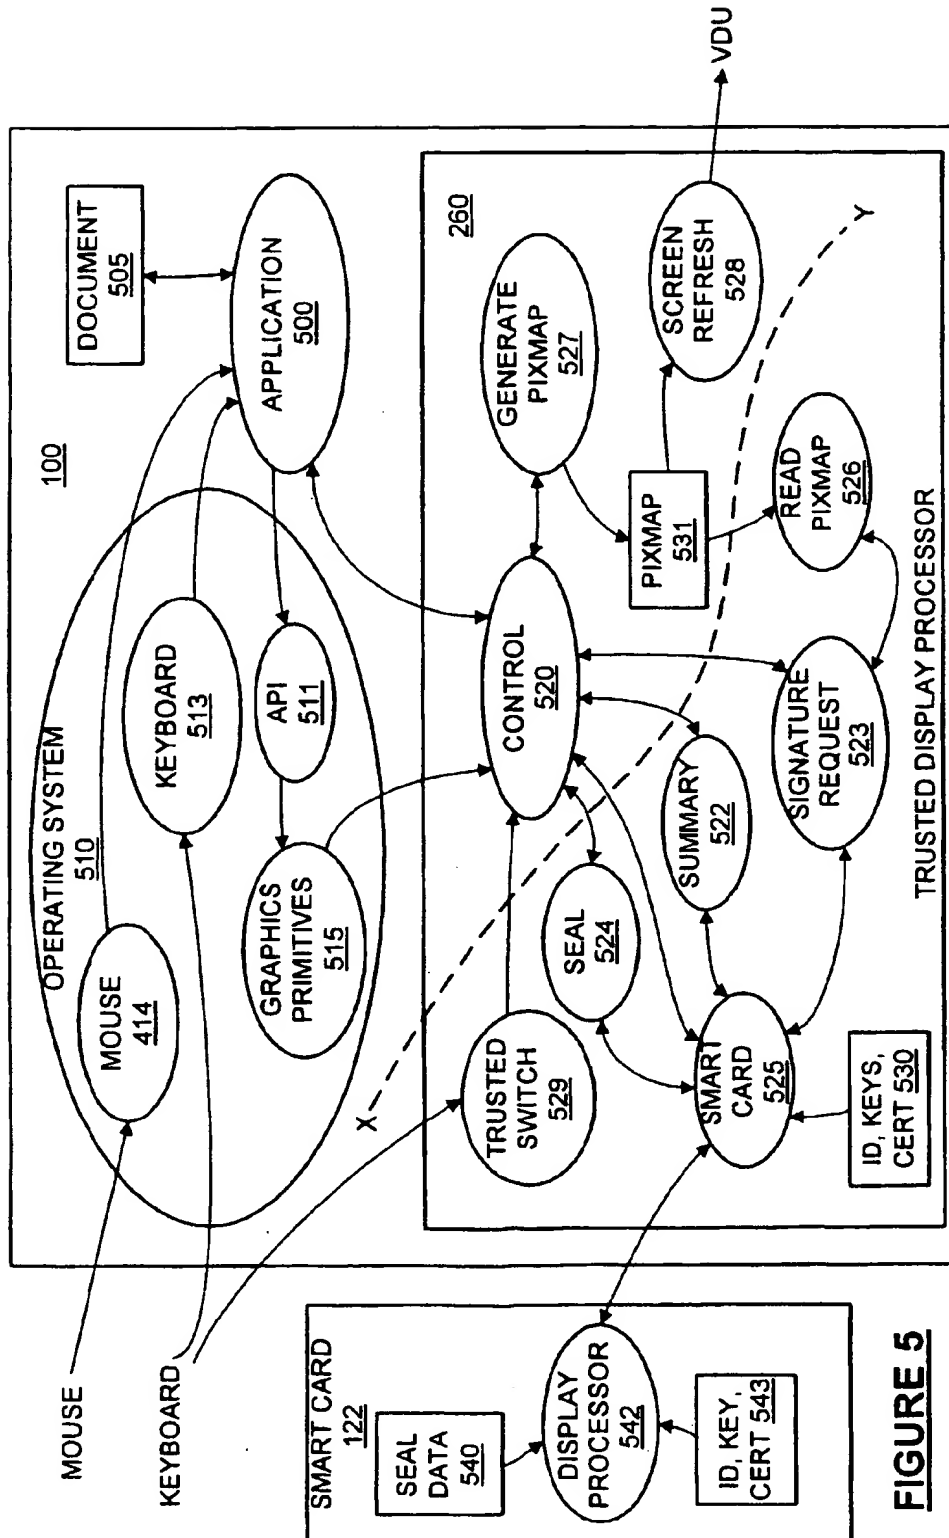 MOUSE
KEYBOARD
100
OPERATING SYSTEM
510
MOUSE
414
KEYBOARD
513
GRAPHICS
PRIMITIVES
515
API
511
APPLICATION
500
DOCUMENT
505
X
260
TRUSTED
SWITCH
529
CONTROL
520
GENERATE
PIXMAP
527
SEAL
524
PIXMAP
531
SCREEN
REFRESH
528
VDU
SUMMARY
522
SMART
CARD
525
SIGNATURE
REQUEST
523
READ
PIXMAP
526
Y
ID, KEYS,
CERT 530
TRUSTED DISPLAY PROCESSOR
SMART CARD
122
SEAL
DATA
540
DISPLAY
PROCESSOR
542
ID, KEY,
CERT 543
FIGURE 5